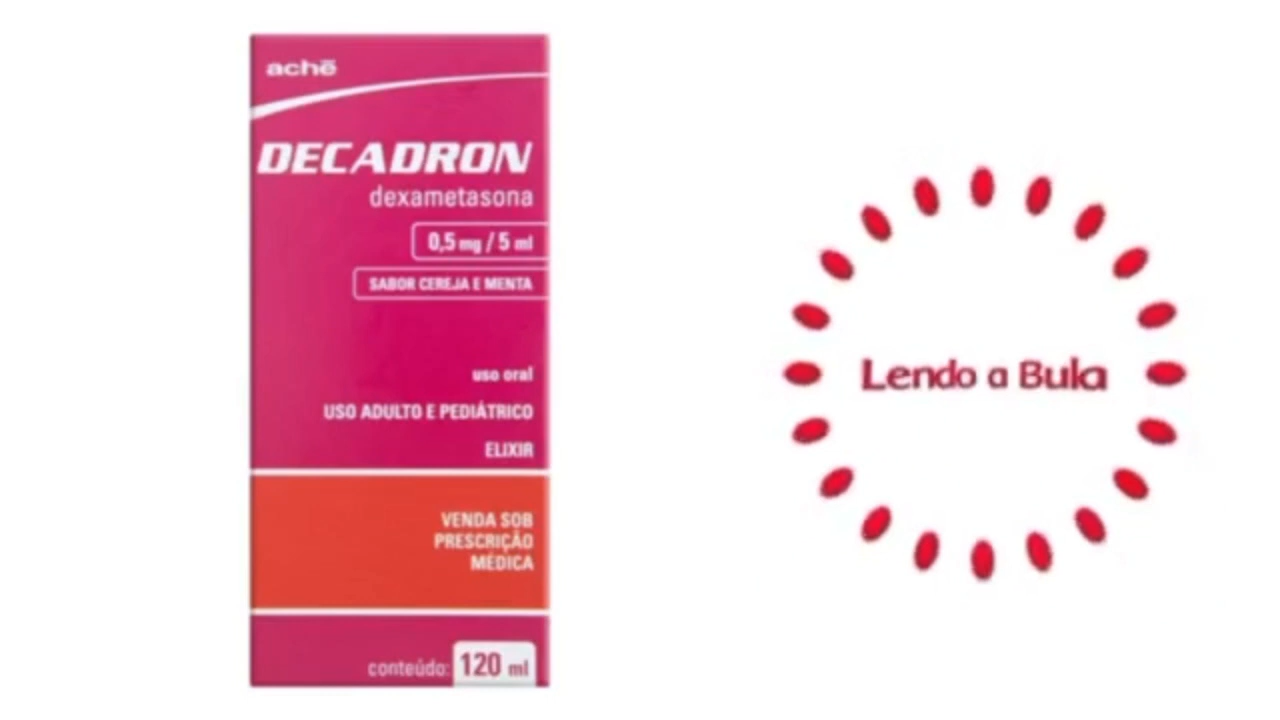 achē
DECADRON
dexametasona
0,5 mg / 5 ml
SABOR CEREJA E MENTA
uso oral
USO ADULTO E PEDIÁTRICO
ELIXIR
VENDA SOB
PRESCRIÇÃO
MÉDICA
conteúdo: 120 ml
Lendo a Bula